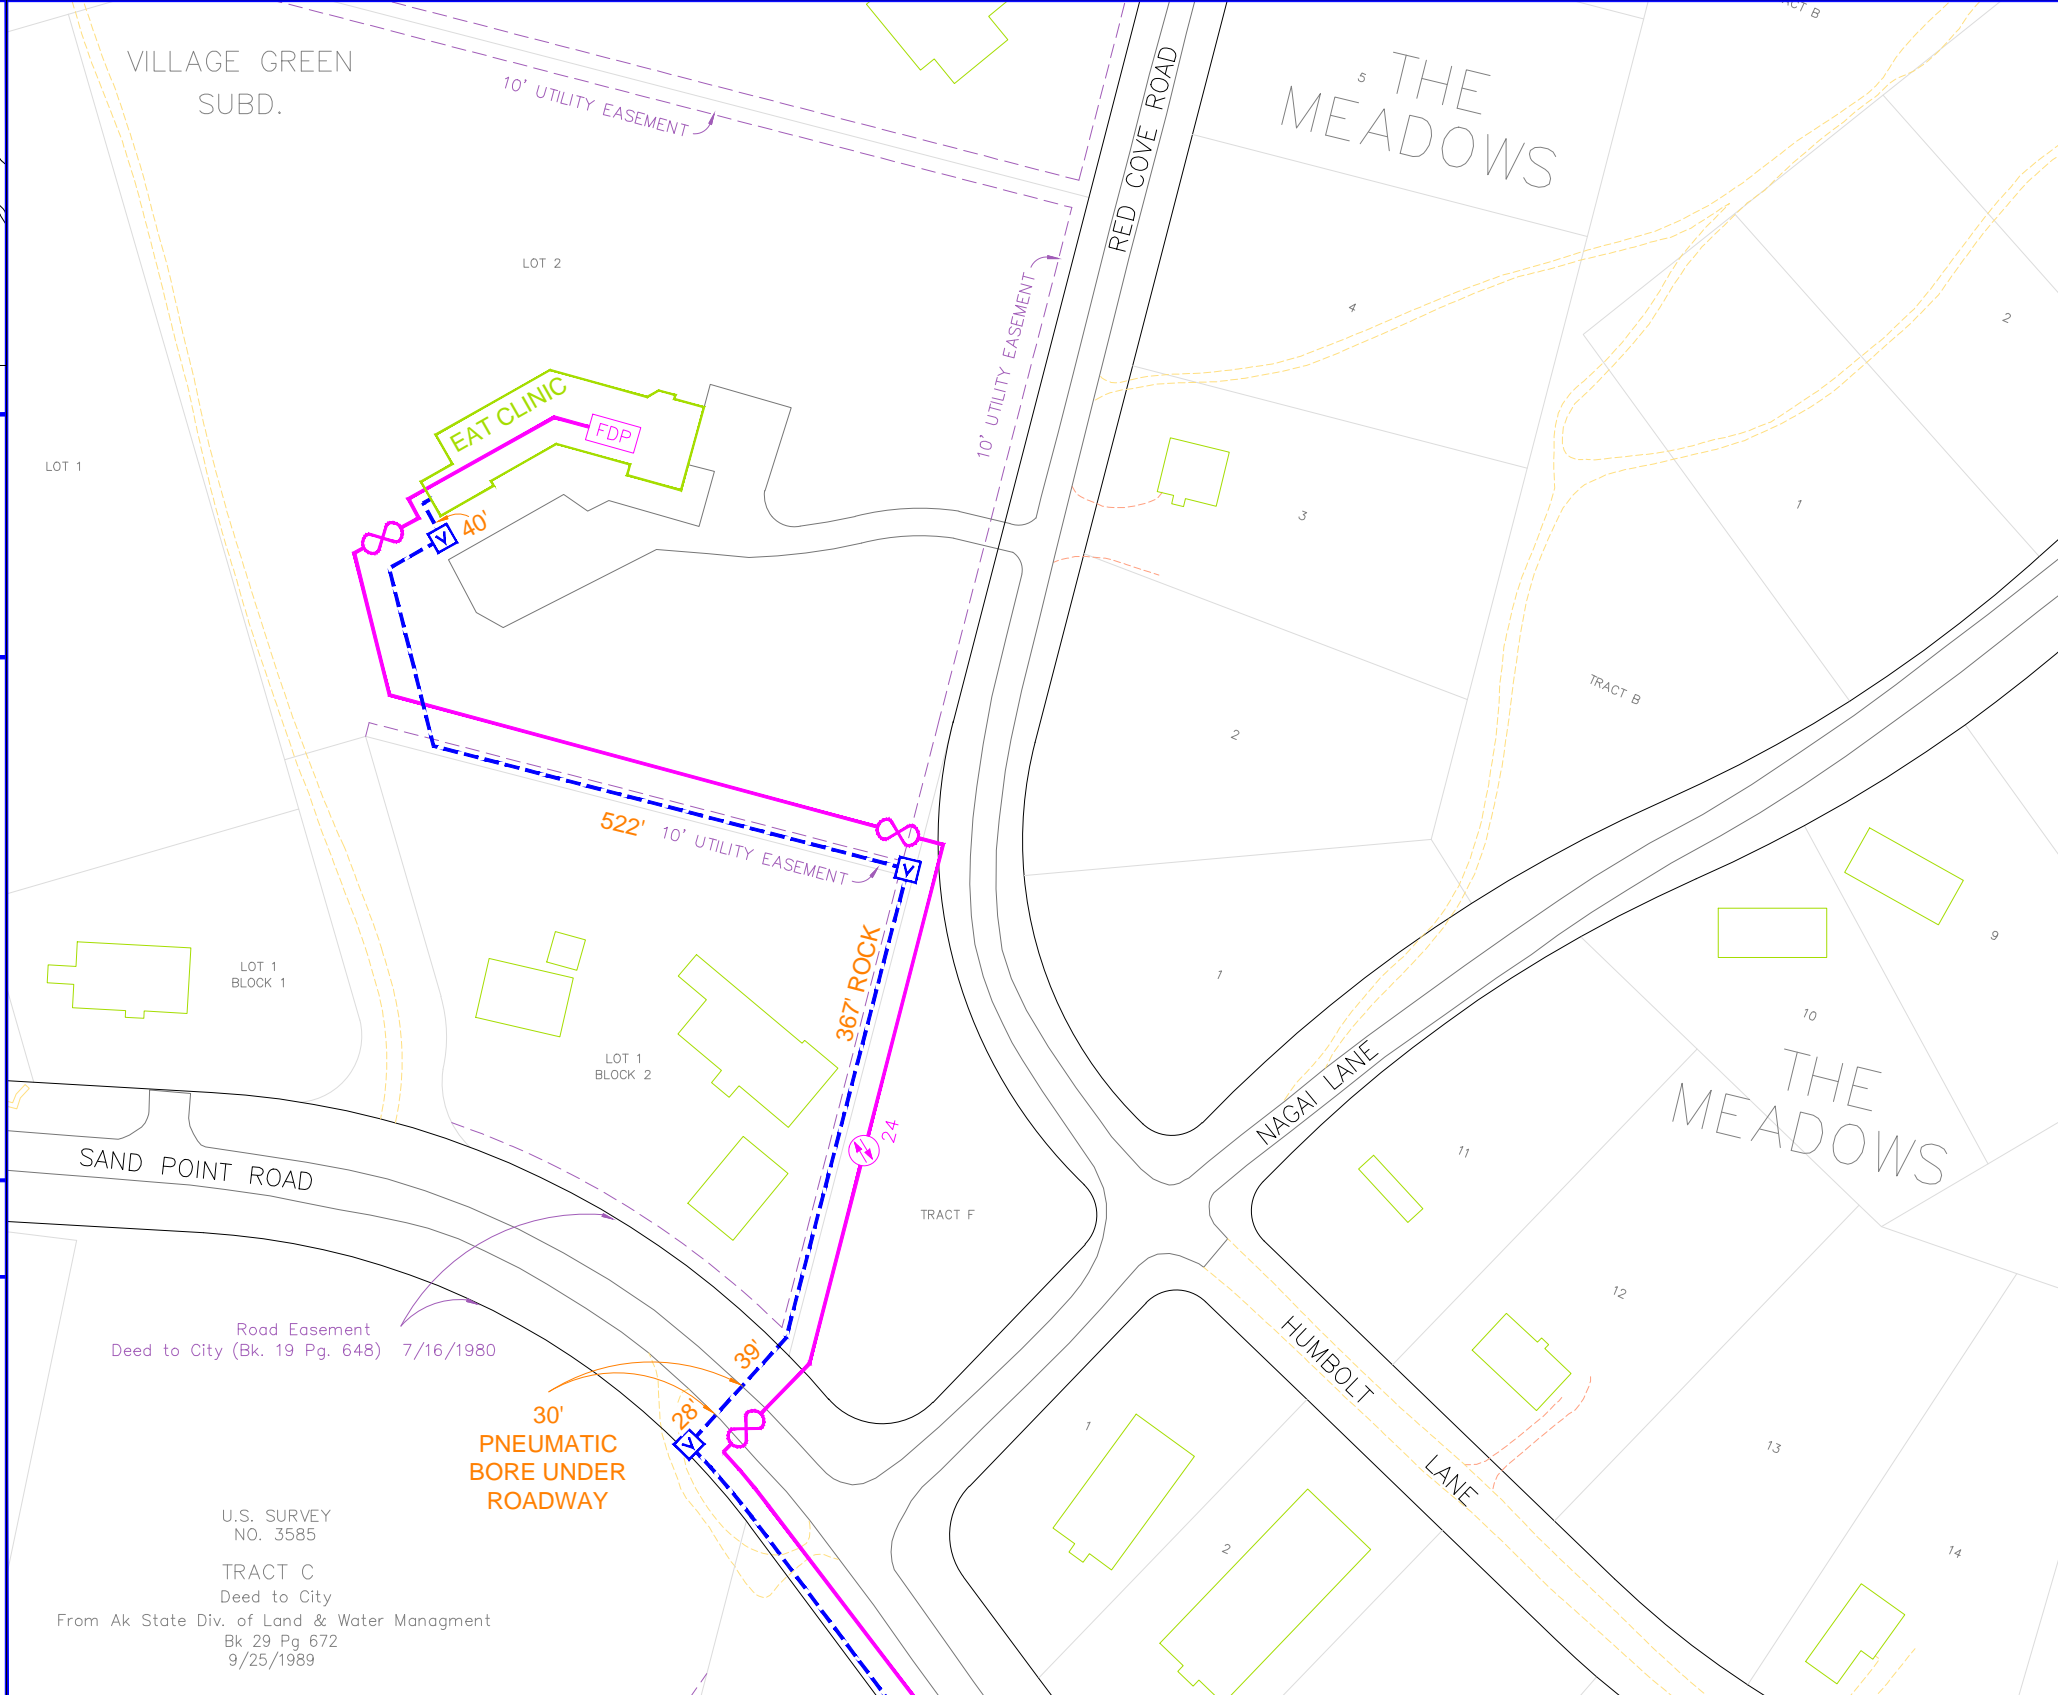 CT B
VILLAGE GREEN
SUBD.
10' UTILITY EASEMENT
RED COVE ROAD
5
THE
MEADOWS
LOT 2
10' UTILITY EASEMENT
4
2
EAT CLINIC
FDP
LOT 1
40'
V
3
1
TRACT B
2
522'
10' UTILITY EASEMENT
V
367' ROCK
1
9
10
LOT 1
BLOCK 1
LOT 1
BLOCK 2
NAGAI LANE
THE
MEADOWS
11
24
SAND POINT ROAD
TRACT F
12
Road Easement
Deed to City (Bk. 19 Pg. 648) 7/16/1980
39'
28'
V
30'
PNEUMATIC
BORE UNDER
ROADWAY
HUMBOLT
LANE
1
13
2
14
U.S. SURVEY
NO. 3585
TRACT C
Deed to City
From Ak State Div. of Land & Water Managment
Bk 29 Pg 672
9/25/1989